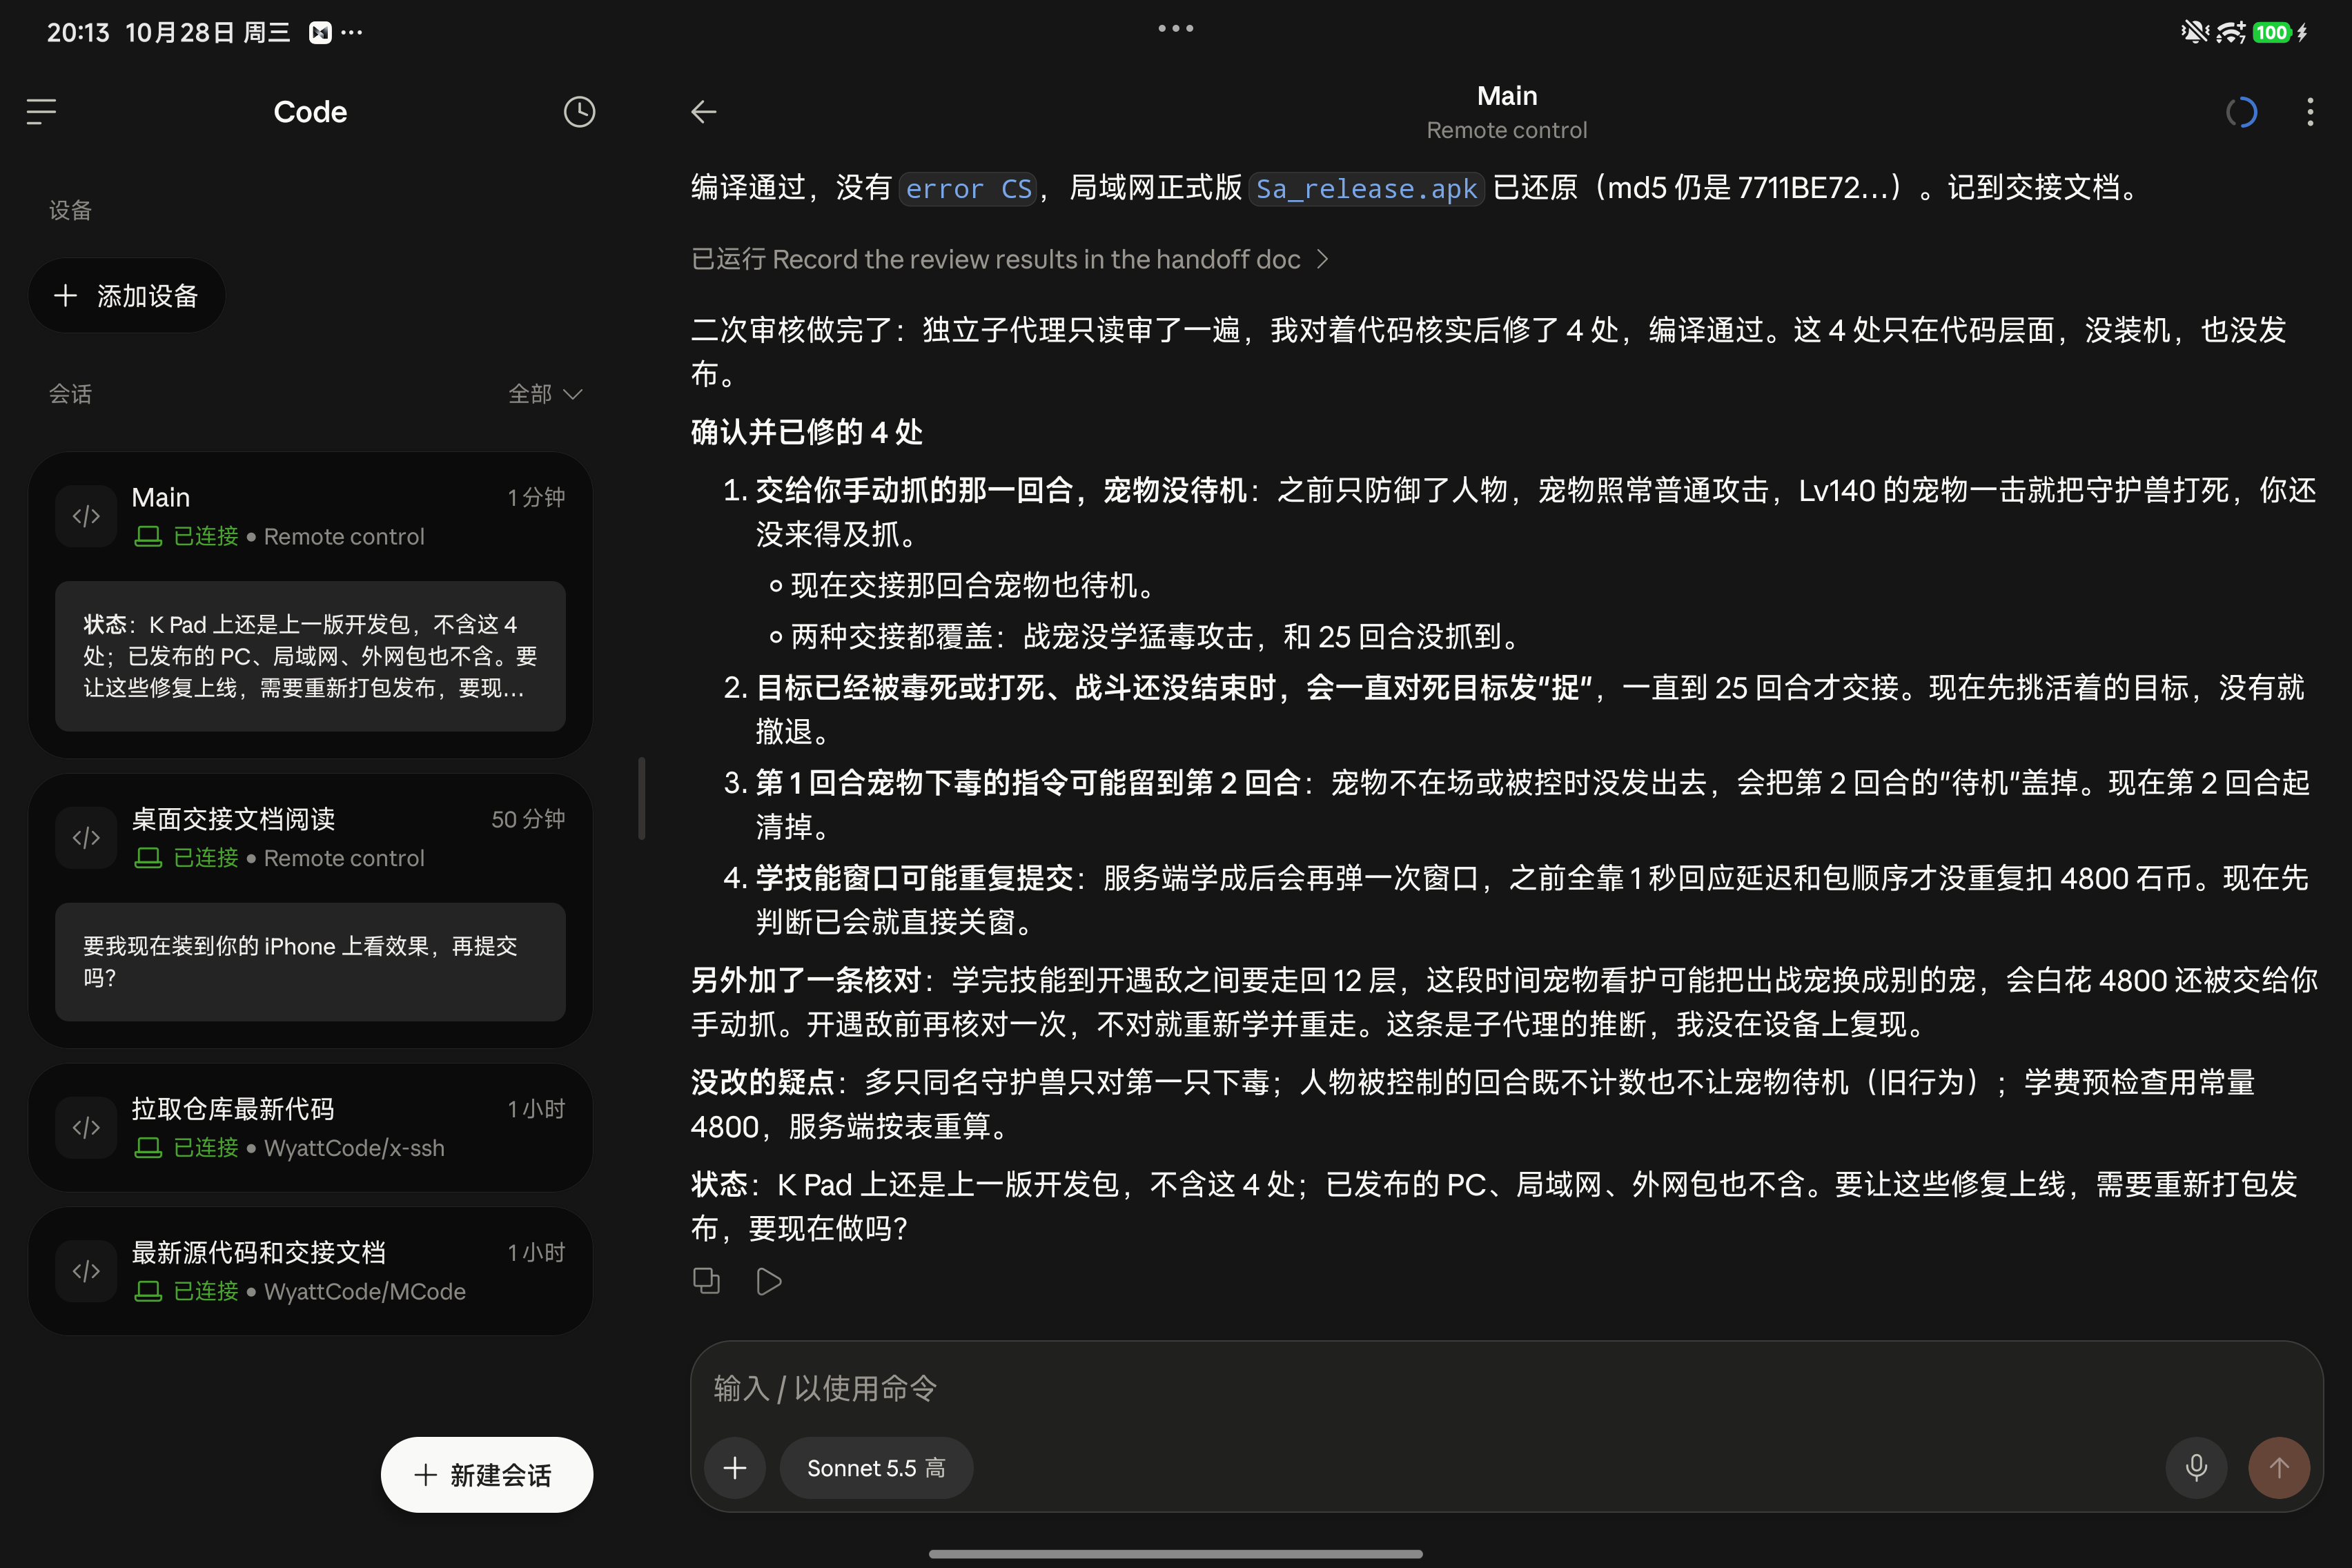 20:13 10月28日 周三 ...
100
Code
设备
添加设备
会话
全部
Main
1 分钟
已连接 • Remote control
状态：K Pad 上还是上一版开发包，不含这 4
处；已发布的 PC、局域网、外网包也不含。要
让这些修复上线，需要重新打包发布，要现...
桌面交接文档阅读
50 分钟
已连接 • Remote control
要我现在装到你的 iPhone 上看效果，再提交
吗？
拉取仓库最新代码
1 小时
已连接 • WyattCode/x-ssh
最新源代码和交接文档
1 小时
已连接 • WyattCode/MCode
新建会话
Main
Remote control
编译通过，没有 error CS，局域网正式版 Sa_release.apk 已还原（md5 仍是 7711BE72...）。记到交接文档。
已运行 Record the review results in the handoff doc
二次审核做完了：独立子代理只读审了一遍，我对着代码核实后修了 4 处，编译通过。这 4 处只在代码层面，没装机，也没发
布。
确认并已修的 4 处
1. 交给你手动抓的那一回合，宠物没待机：之前只防御了人物，宠物照常普通攻击，Lv140 的宠物一击就把守护兽打死，你还
没来得及抓。
现在交接那回合宠物也待机。
两种交接都覆盖：战宠没学猛毒攻击，和 25 回合没抓到。
2. 目标已经被毒死或打死、战斗还没结束时，会一直对死目标发"捉"，一直到 25 回合才交接。现在先挑活着的目标，没有就
撤退。
3. 第 1 回合宠物下毒的指令可能留到第 2 回合：宠物不在场或被控时没发出去，会把第 2 回合的"待机"盖掉。现在第 2 回合起
清掉。
4. 学技能窗口可能重复提交：服务端学成后会再弹一次窗口，之前全靠 1 秒回应延迟和包顺序才没重复扣 4800 石币。现在先
判断已会就直接关窗。
另外加了一条核对：学完技能到开遇敌之间要走回 12 层，这段时间宠物看护可能把出战宠换成别的宠，会白花 4800 还被交给你
手动抓。开遇敌前再核对一次，不对就重新学并重走。这条是子代理的推断，我没在设备上复现。
没改的疑点：多只同名守护兽只对第一只下毒；人物被控制的回合既不计数也不让宠物待机（旧行为）；学费预检查用常量
4800，服务端按表重算。
状态：K Pad 上还是上一版开发包，不含这 4 处；已发布的 PC、局域网、外网包也不含。要让这些修复上线，需要重新打包发
布，要现在做吗？
输入 / 以使用命令
Sonnet 5.5 高